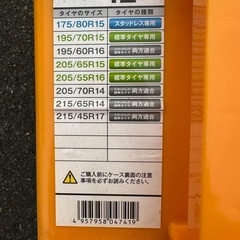 タイヤのサイズ タイヤの種類
175/80R15 スタッドレス専用
195/70R15 標準タイヤ専用
195/60R16 両方適合
205/65R15 標準タイヤ専用
205/55R16 標準タイヤ専用
205/70R14 両方適合
215/65R14 両方適合
215/45R17 両方適合
ご購入前にケース裏面の注意を
必ずお読みください。
4 957958 047419